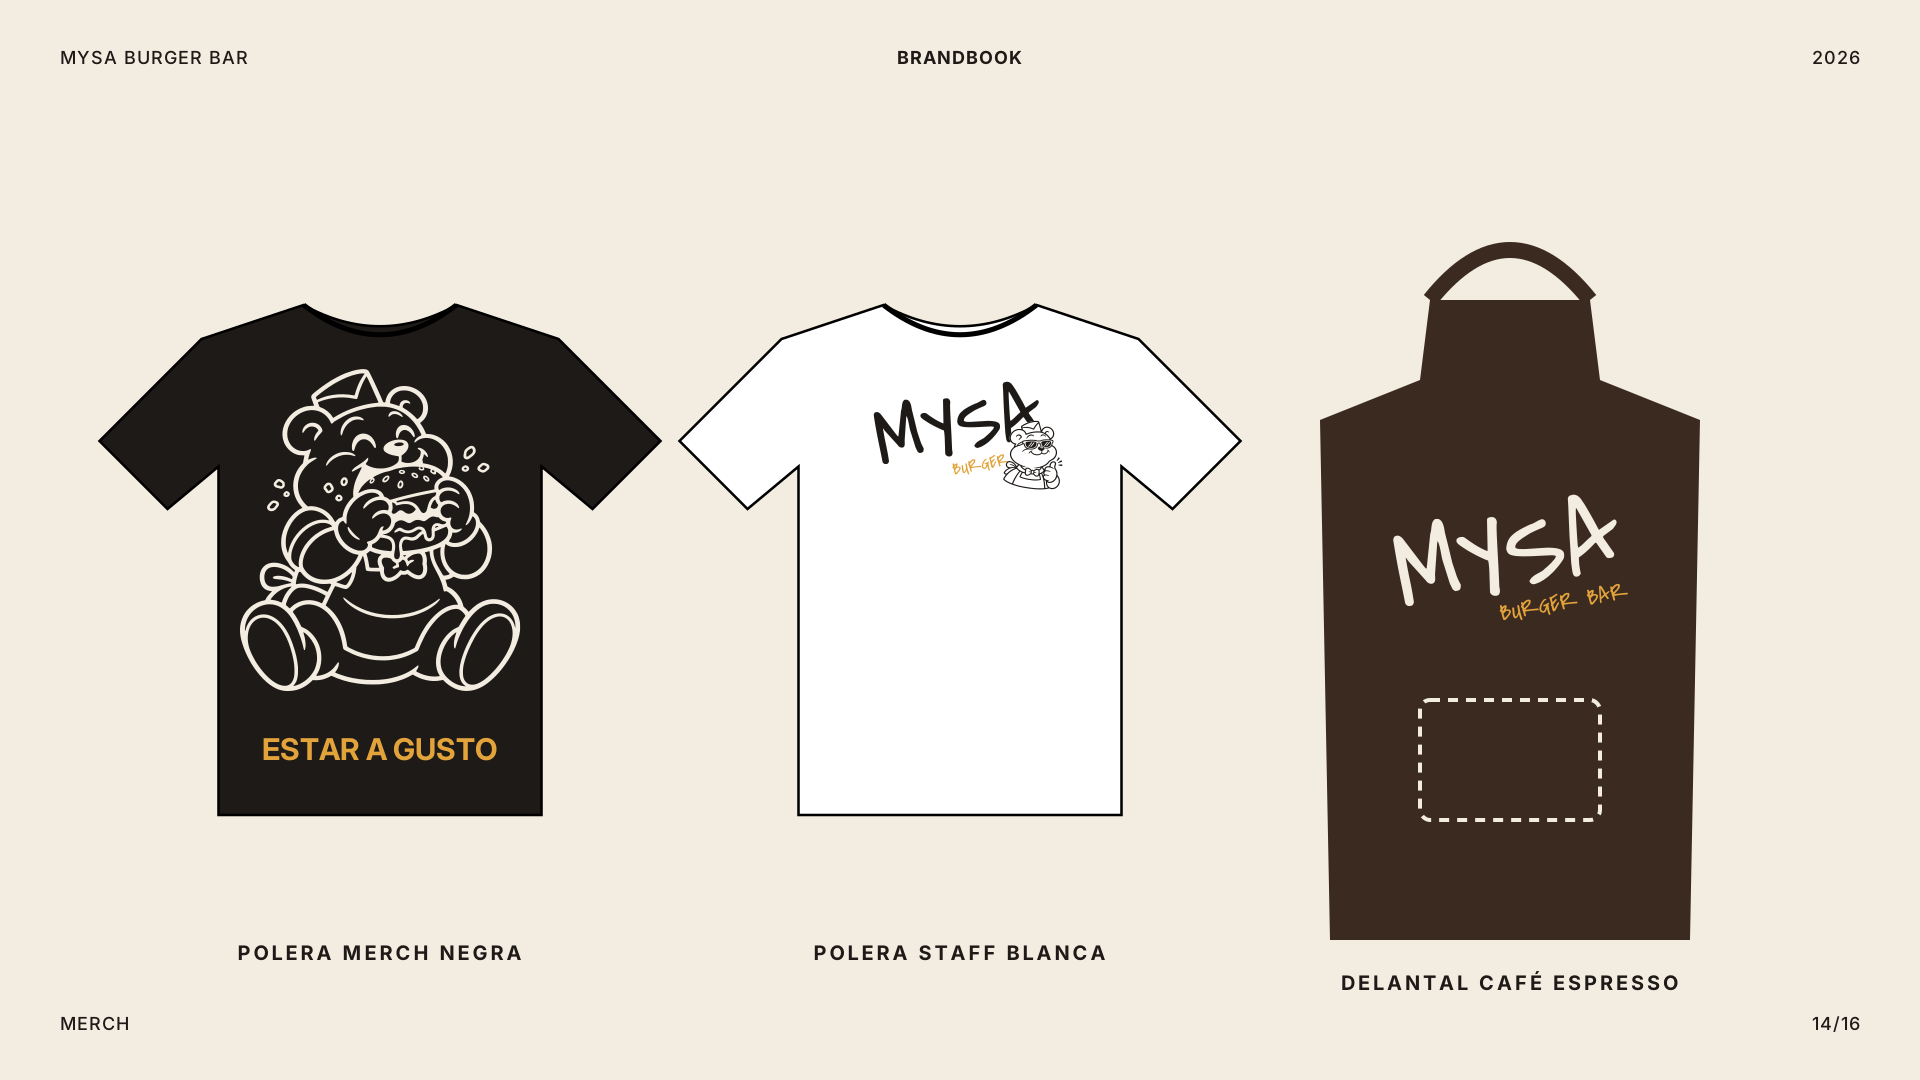 MYSA BURGER BAR
BRANDBOOK
2026
MYSA
BURGER
MYSA
BURGER BAR
ESTAR A GUSTO
POLERA MERCH NEGRA
POLERA STAFF BLANCA
DELANTAL CAFÉ ESPRESSO
MERCH
14/16